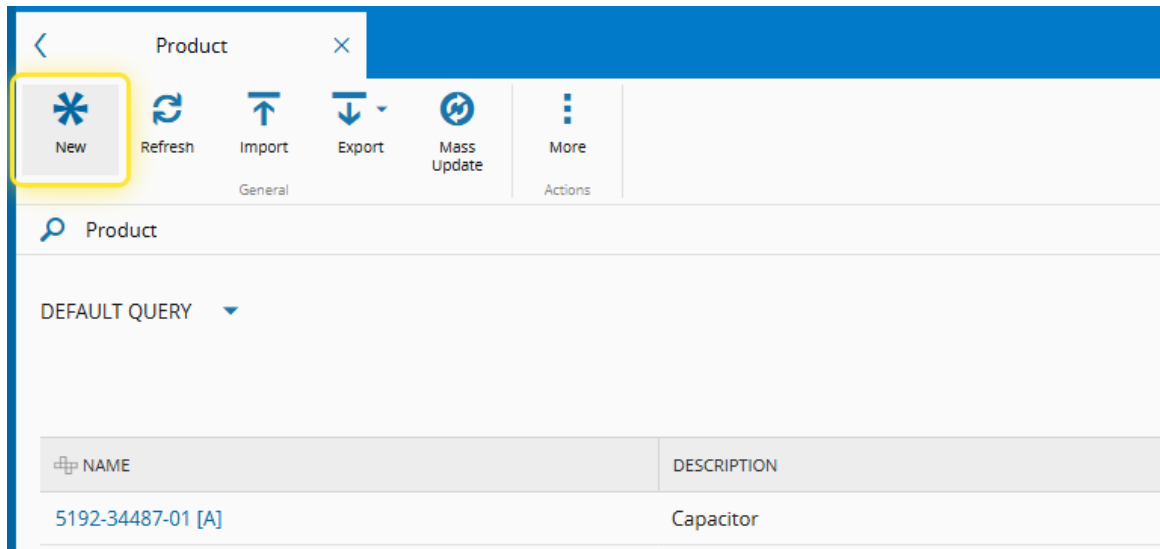 Product
New
Refresh
Import
Export
Mass
Update
More
General
Actions
Product
DEFAULT QUERY
NAME
DESCRIPTION
5192-34487-01 [A]
Capacitor